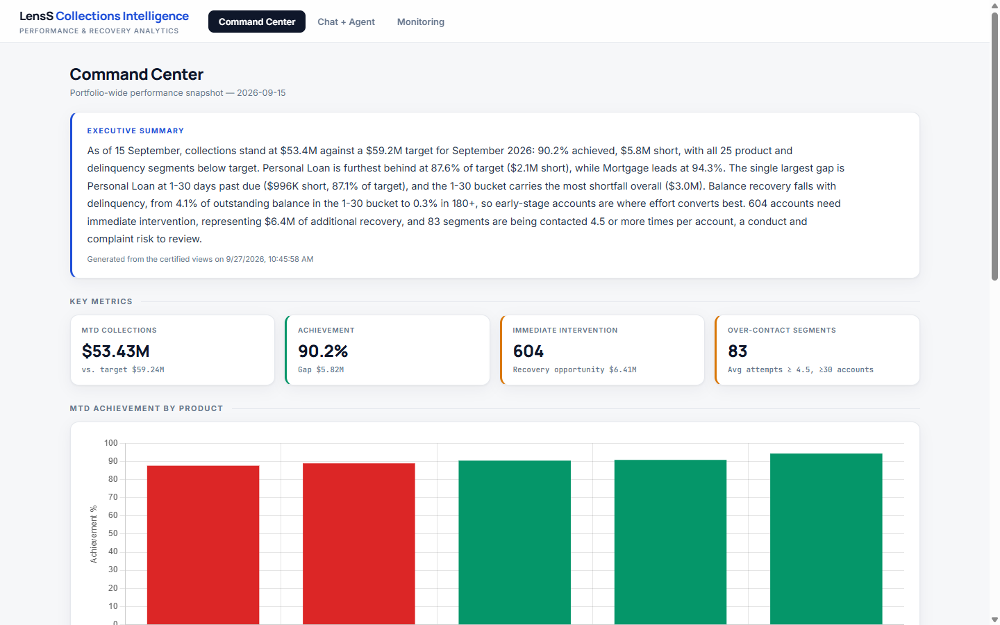 LensS Collections Intelligence
PERFORMANCE & RECOVERY ANALYTICS
Command Center
Chat + Agent
Monitoring
Command Center
Portfolio-wide performance snapshot — 2026-09-15
EXECUTIVE SUMMARY
As of 15 September, collections stand at $53.4M against a $59.2M target for September 2026: 90.2% achieved, $5.8M short, with all 25 product and
delinquency segments below target. Personal Loan is furthest behind at 87.6% of target ($2.1M short), while Mortgage leads at 94.3%. The single largest gap is
Personal Loan at 1-30 days past due ($996K short, 87.1% of target), and the 1-30 bucket carries the most shortfall overall ($3.0M). Balance recovery falls with
delinquency, from 4.1% of outstanding balance in the 1-30 bucket to 0.3% in 180+, so early-stage accounts are where effort converts best. 604 accounts need
immediate intervention, representing $6.4M of additional recovery, and 83 segments are being contacted 4.5 or more times per account, a conduct and
complaint risk to review.
Generated from the certified views on 9/27/2026, 10:45:58 AM
KEY METRICS
MTD COLLECTIONS
$53.43M
vs. target $59.24M
ACHIEVEMENT
90.2%
Gap $5.82M
IMMEDIATE INTERVENTION
604
Recovery opportunity $6.41M
OVER-CONTACT SEGMENTS
83
Avg attempts ≥ 4.5, ≥30 accounts
MTD ACHIEVEMENT BY PRODUCT
Achievement %
100
90
80
70
60
50
40
30
20
10
0